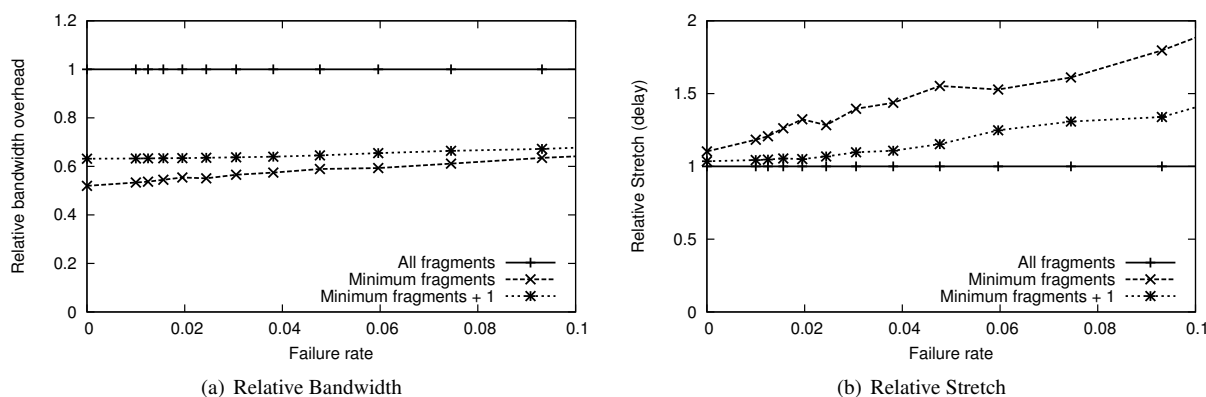 1.2
1
0.8
0.6
0.4
0.2
0
Relative bandwidth overhead
All fragments
Minimum fragments
Minimum fragments + 1
0 0.02 0.04 0.06 0.08 0.1
Failure rate
(a) Relative Bandwidth
2
1.5
1
0.5
0
Relative Stretch (delay)
All fragments
Minimum fragments
Minimum fragments + 1
0 0.02 0.04 0.06 0.08 0.1
Failure rate
(b) Relative Stretch